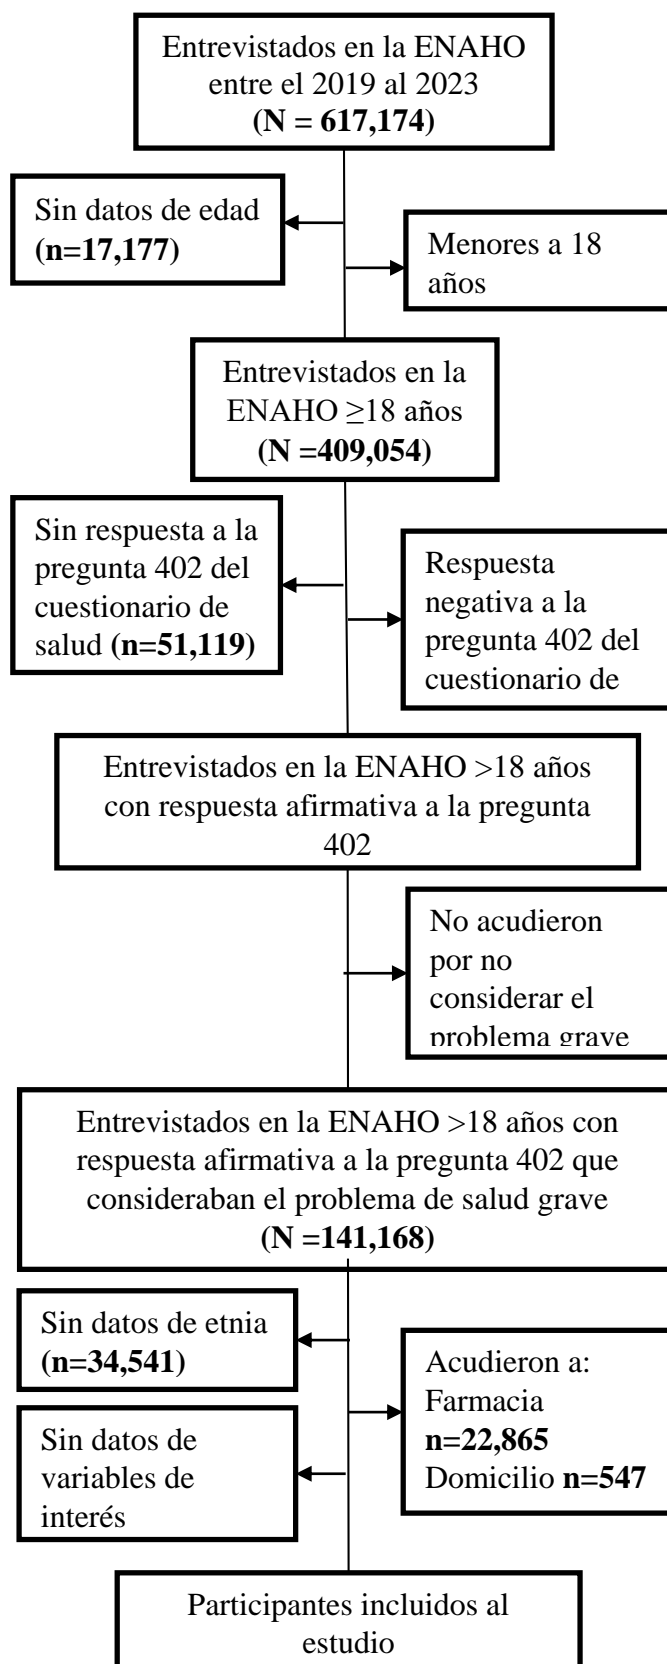 Entrevistados en la ENAHO
entre el 2019 al 2023
(N = 617,174)
Sin datos de edad
(n=17,177)
Menores a 18
años
Entrevistados en la
ENAHO ≥18 años
(N =409,054)
Sin respuesta a la
pregunta 402 del
cuestionario de
salud (n=51,119)
Respuesta
negativa a la
pregunta 402 del
cuestionario de
Entrevistados en la ENAHO >18 años
con respuesta afirmativa a la pregunta
402
No acudieron
por no
considerar el
problema grave
Entrevistados en la ENAHO >18 años con
respuesta afirmativa a la pregunta 402 que
consideraban el problema de salud grave
(N =141,168)
Sin datos de etnia
(n=34,541)
Acudieron a:
Farmacia
n=22,865
Domicilio n=547
Sin datos de
variables de
interés
Participantes incluidos al
estudio